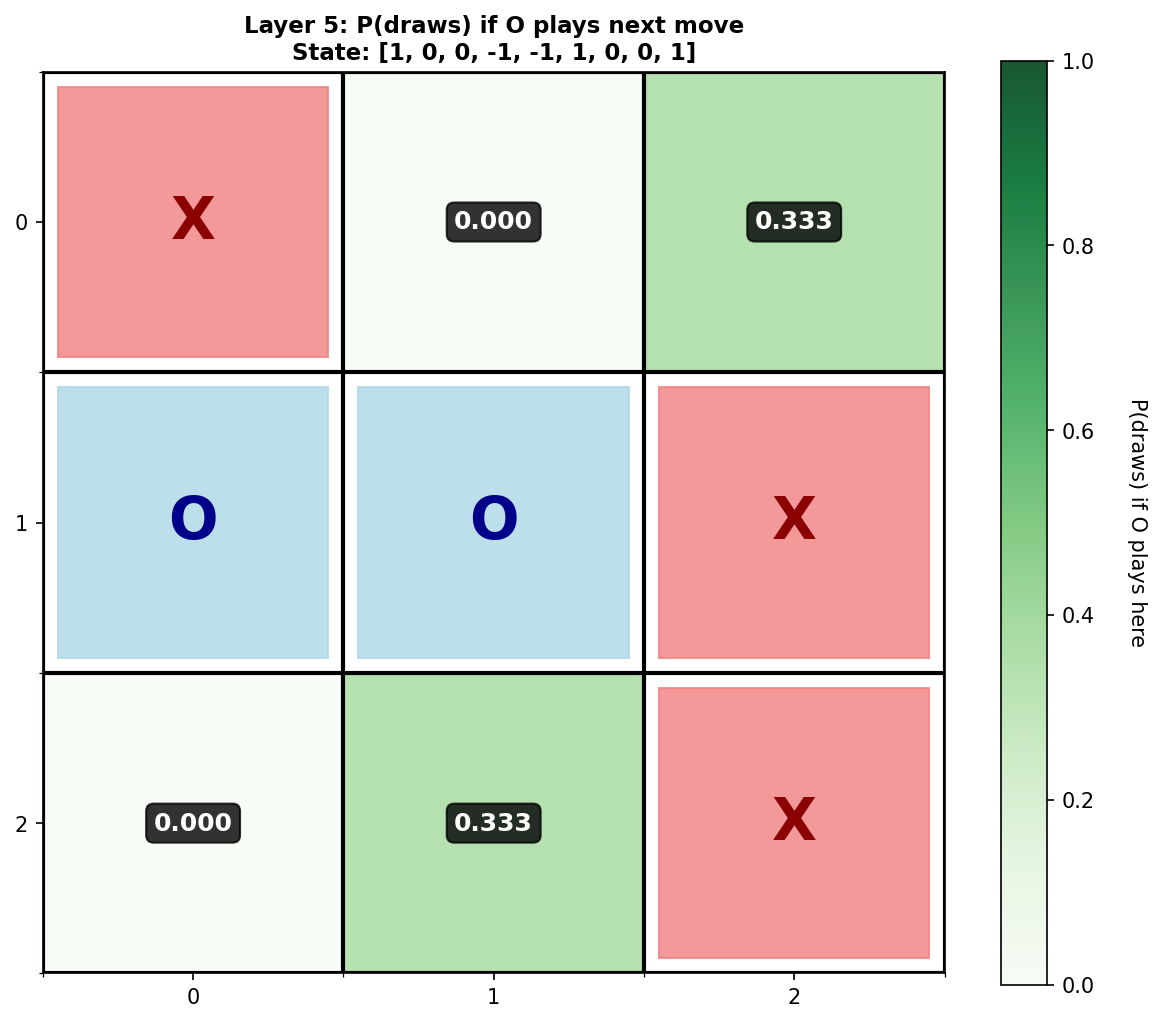 Layer 5: P(draws) if O plays next move
State: [1, 0, 0, -1, -1, 1, 0, 0, 1]
X
0.000
0.333
O
O
X
0.000
0.333
X
0
1
2
0
1
2
1.0
0.8
0.6
0.4
0.2
0.0
P(draws) if O plays here